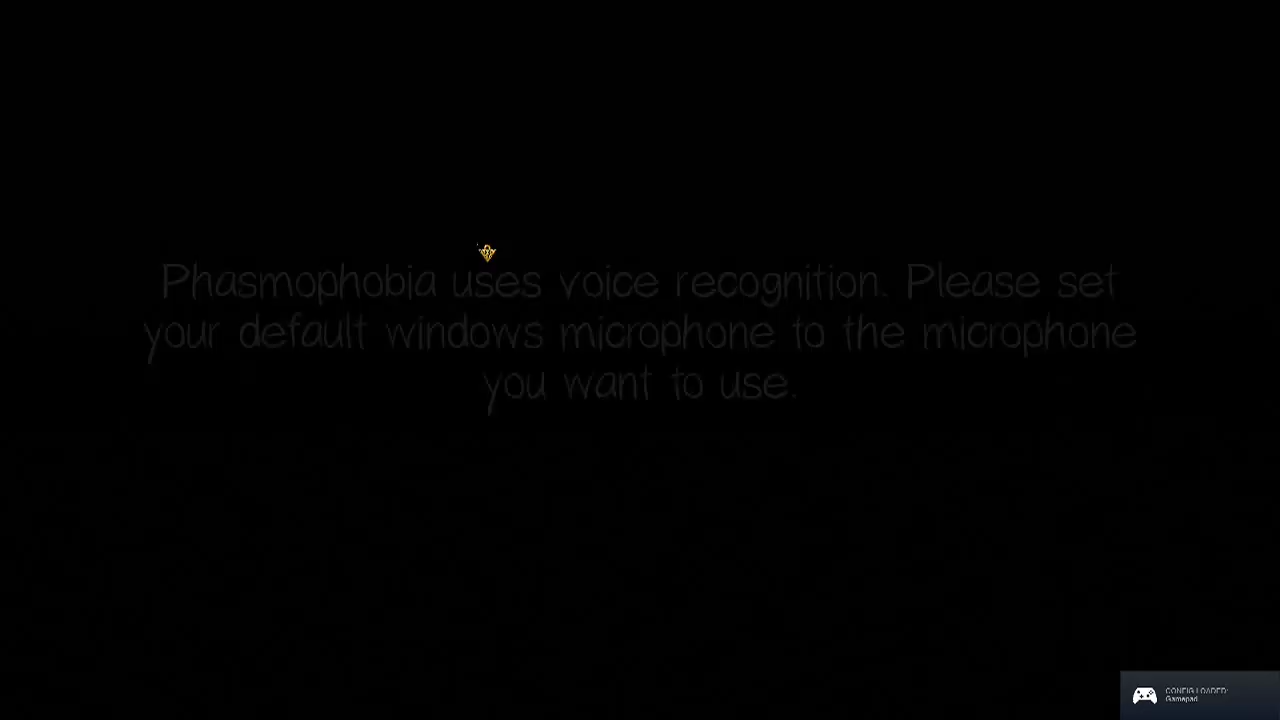 Phasmophobia uses voice recognition. Please set
your default windows microphone to the microphone
you want to use.
CONFIG LOADED:
Gamepad